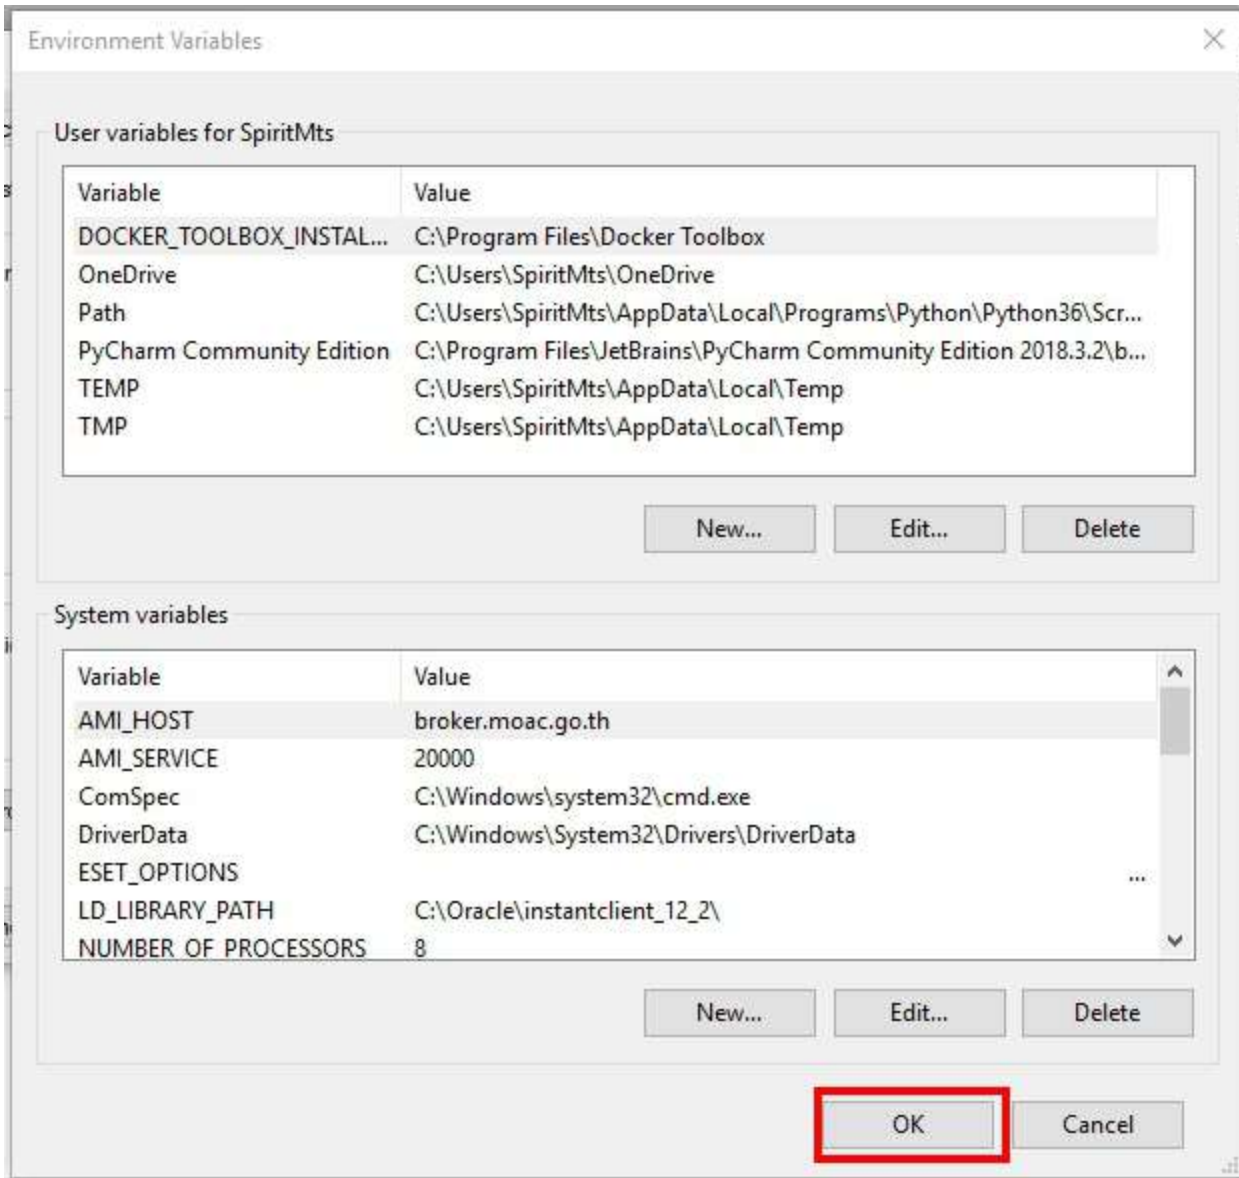 Environment Variables
User variables for SpiritMts
Variable Value
DOCKER_TOOLBOX_INSTAL... C:\Program Files\Docker Toolbox
OneDrive C:\Users\SpiritMts\OneDrive
Path C:\Users\SpiritMts\AppData\Local\Programs\Python\Python36\Scr...
PyCharm Community Edition C:\Program Files\JetBrains\PyCharm Community Edition 2018.3.2\b...
TEMP C:\Users\SpiritMts\AppData\Local\Temp
TMP C:\Users\SpiritMts\AppData\Local\Temp
New... Edit... Delete
System variables
Variable Value
AMI_HOST broker.moac.go.th
AMI_SERVICE 20000
ComSpec C:\Windows\system32\cmd.exe
DriverData C:\Windows\System32\Drivers\DriverData
ESET_OPTIONS ...
LD_LIBRARY_PATH C:\Oracle\instantclient_12_2\
NUMBER_OF_PROCESSORS 8
New... Edit... Delete
OK Cancel